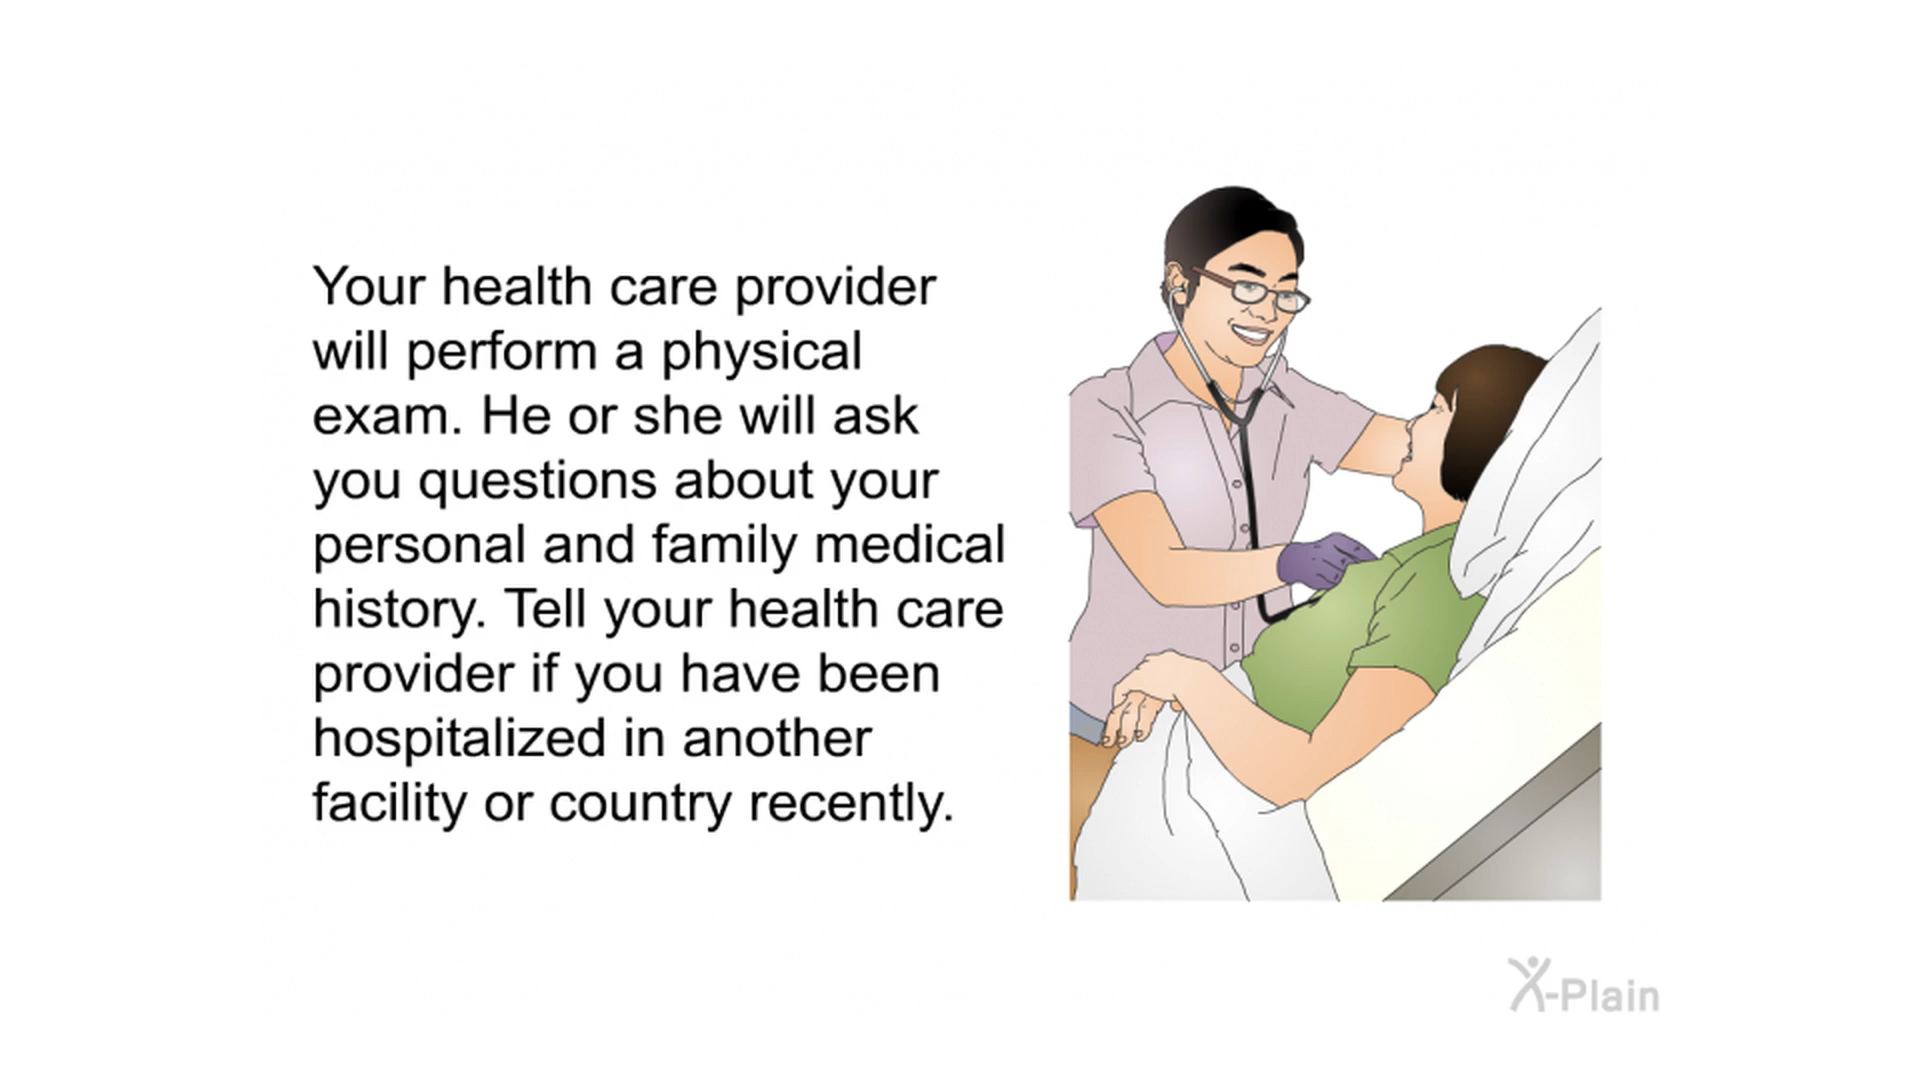 Your health care provider
will perform a physical
exam. He or she will ask
you questions about your
personal and family medical
history. Tell your health care
provider if you have been
hospitalized in another
facility or country recently.
X-Plain